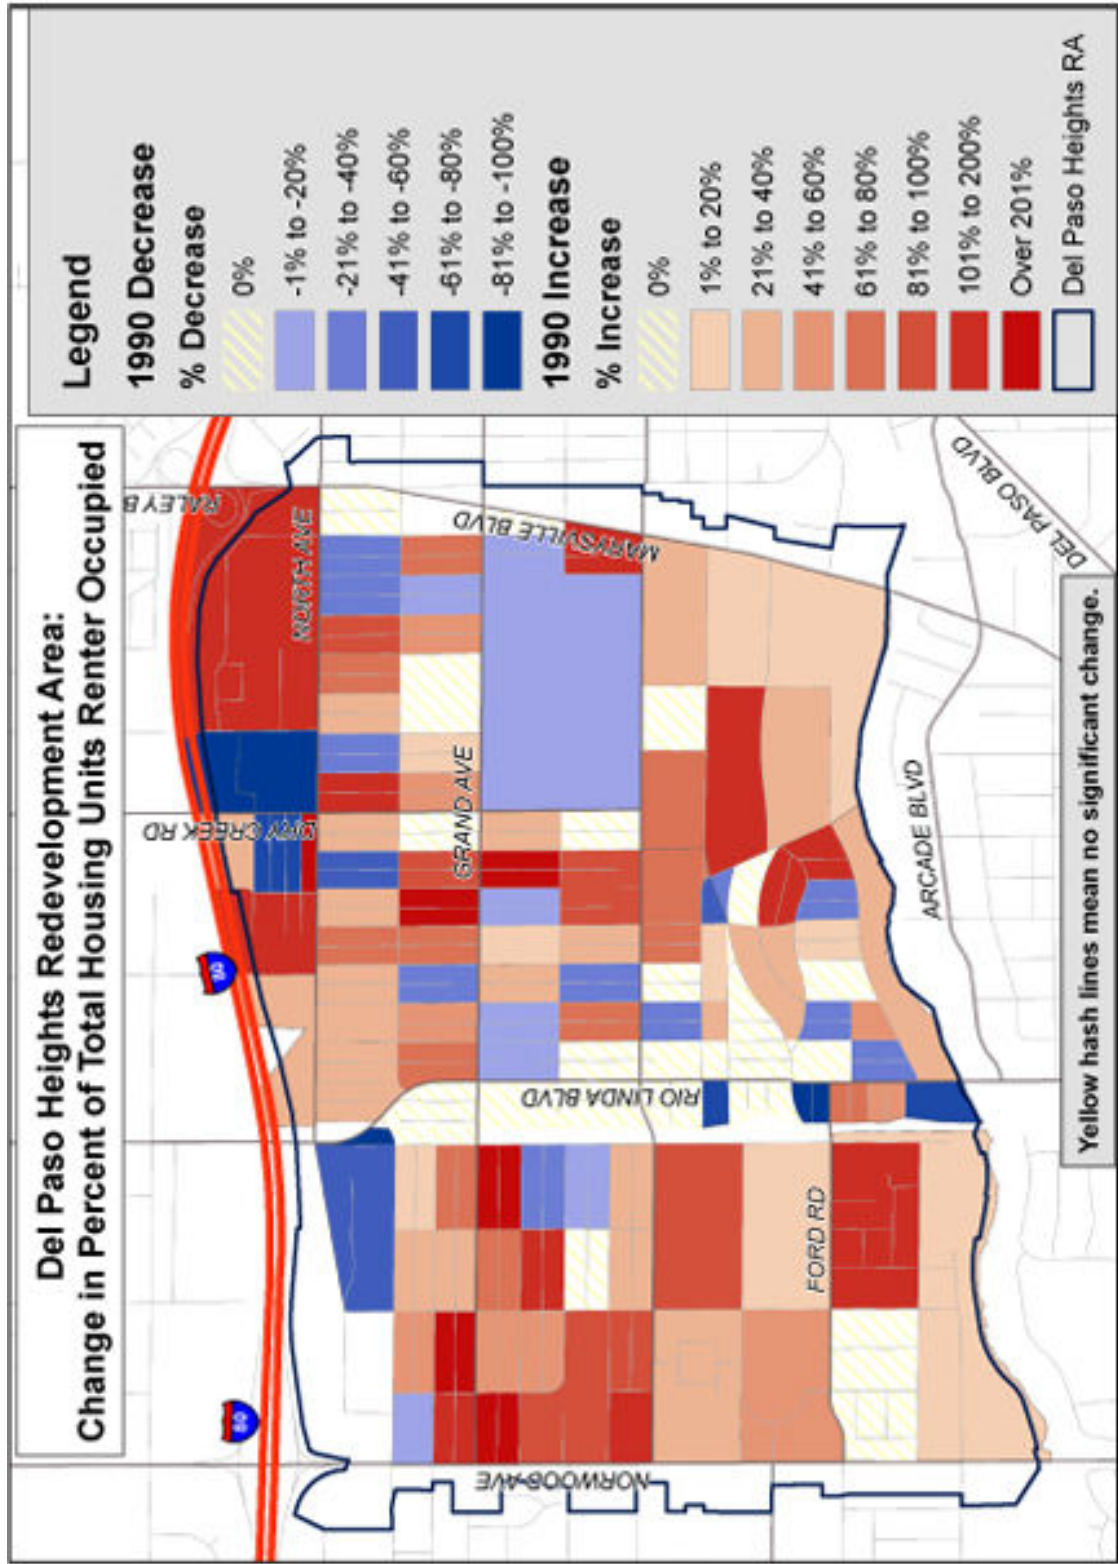 Del Paso Heights Redevelopment Area:
Change in Percent of Total Housing Units Renter Occupied
80
80
RALEY B
NORTH AVE
DRY CREEK RD
MARYSVILLE BLVD
GRAND AVE
RIO LINDA BLVD
NORWOOD AVE
FORD RD
ARCADE BLVD
DEL PASO BLVD
Yellow hash lines mean no significant change.
Legend
1990 Decrease
% Decrease
0%
-1% to -20%
-21% to -40%
-41% to -60%
-61% to -80%
-81% to -100%
1990 Increase
% Increase
0%
1% to 20%
21% to 40%
41% to 60%
61% to 80%
81% to 100%
101% to 200%
Over 201%
Del Paso Heights RA